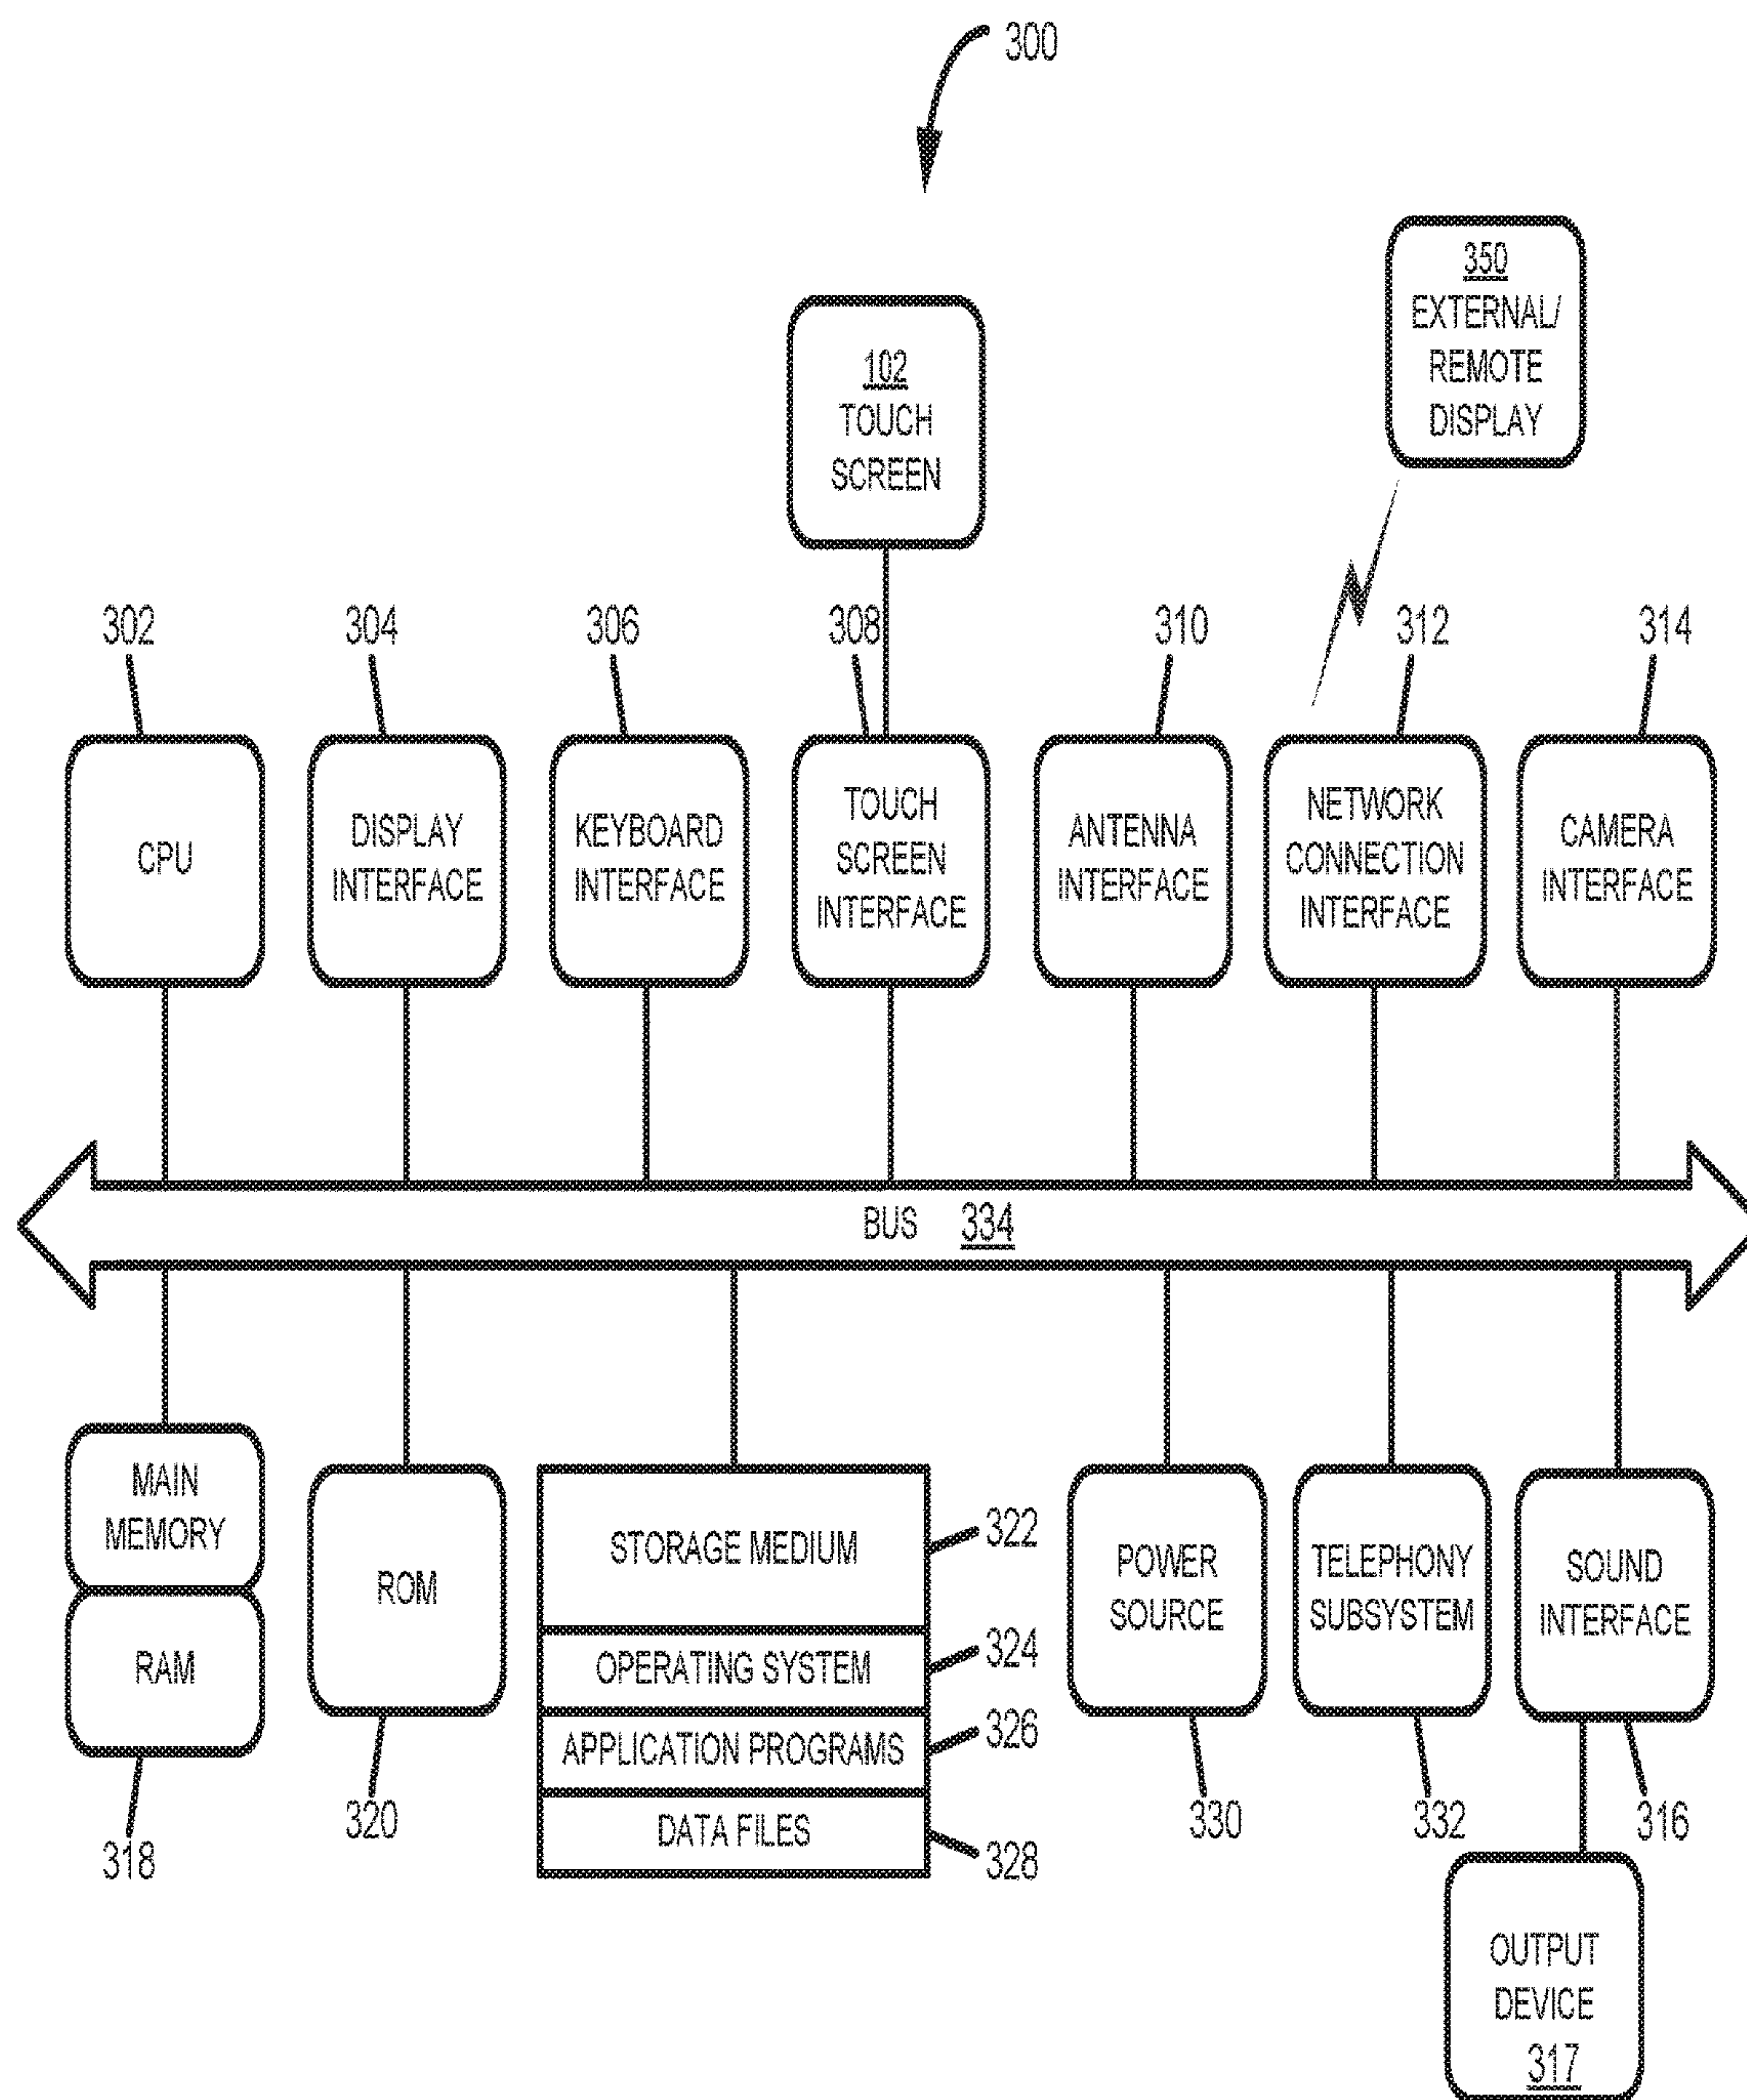 300
350
EXTERNAL/
REMOTE
DISPLAY
102
TOUCH
SCREEN
302
304
306
308
310
312
314
CPU
DISPLAY
INTERFACE
KEYBOARD
INTERFACE
TOUCH
SCREEN
INTERFACE
ANTENNA
INTERFACE
NETWORK
CONNECTION
INTERFACE
CAMERA
INTERFACE
BUS 334
MAIN
MEMORY
RAM
318
ROM
320
STORAGE MEDIUM
322
OPERATING SYSTEM
324
APPLICATION PROGRAMS
326
DATA FILES
328
POWER
SOURCE
330
TELEPHONY
SUBSYSTEM
332
SOUND
INTERFACE
316
OUTPUT
DEVICE
317